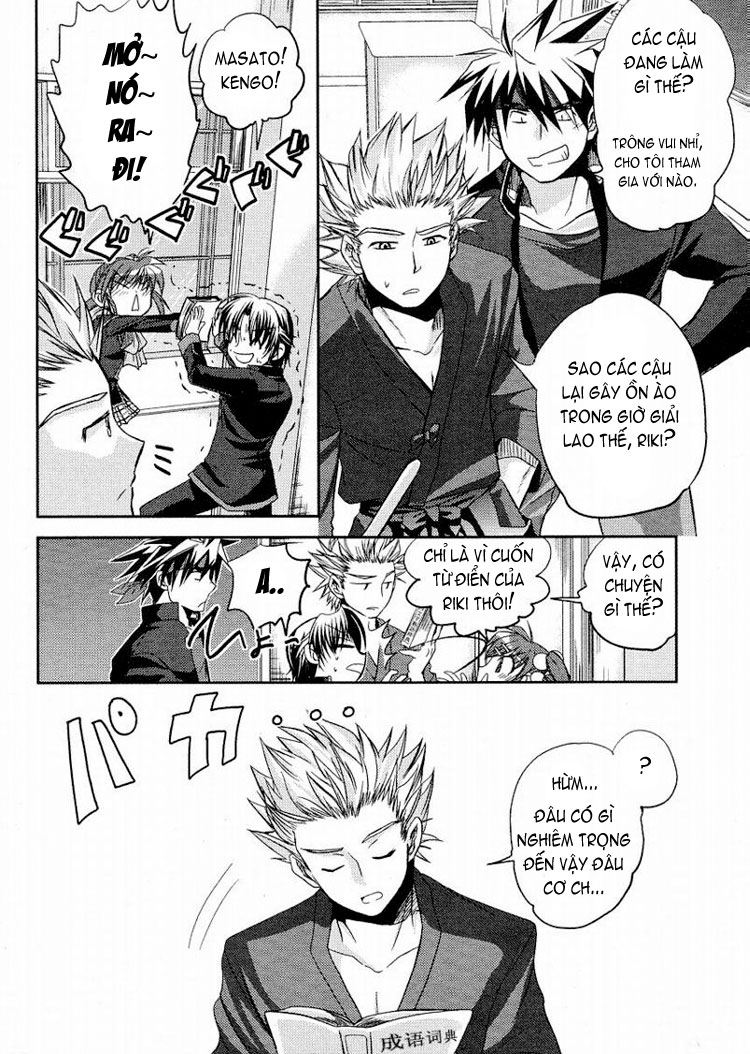 CÁC CẬU
ĐANG LÀM
GÌ THẾ?
TRÔNG VUI NHỈ,
CHO TÔI THAM
GIA VỚI NÀO.
SAO CÁC CẬU
LẠI GÂY ỒN ÀO
TRONG GIỜ GIẢI
LAO THẾ, RIKI?
MASATO!
KENGO!
MỞ~
NÓ~
RA~
ĐI!
VẬY, CÓ
CHUYỆN
GÌ THẾ?
CHỈ LÀ VÌ CUỐN
TỪ ĐIỂN CỦA
RIKI THÔI!
A..
ひょー
パカ
?
HỪM...
ĐÂU CÓ GÌ
NGHIÊM TRỌNG
ĐẾN VẬY ĐÂU
CƠ CH...
成语词典